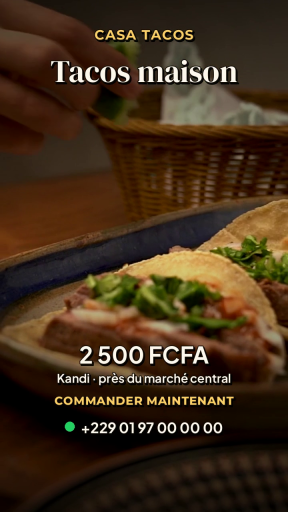 CASA TACOS
Tacos maison
2 500 FCFA
Kandi · près du marché central
COMMANDER MAINTENANT
+229 01 97 00 00 00